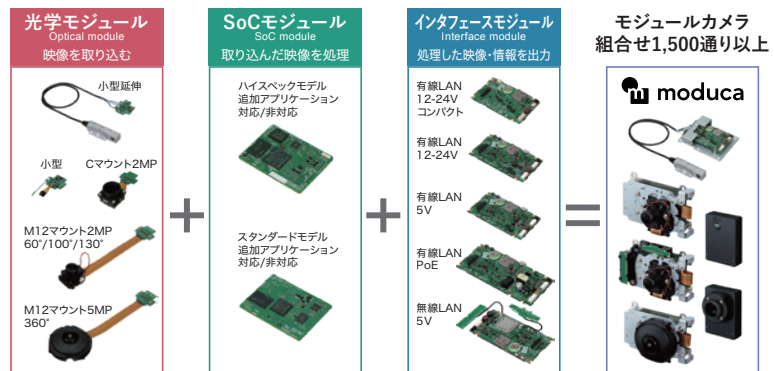 光学モジュール
Optical module
映像を取り込む
小型延伸
小型
Cマウント2MP
M12マウント2MP
60°/100°/130°
M12マウント5MP
360°
+
SoCモジュール
SoC module
取り込んだ映像を処理
ハイスペックモデル
追加アプリケーション
対応/非対応
スタンダードモデル
追加アプリケーション
対応/非対応
+
インタフェースモジュール
Interface module
処理した映像・情報を出力
有線LAN
12-24V
コンパクト
有線LAN
12-24V
有線LAN
5V
有線LAN
PoE
無線LAN
5V
=
モジュールカメラ
組合せ1,500通り以上
moduca